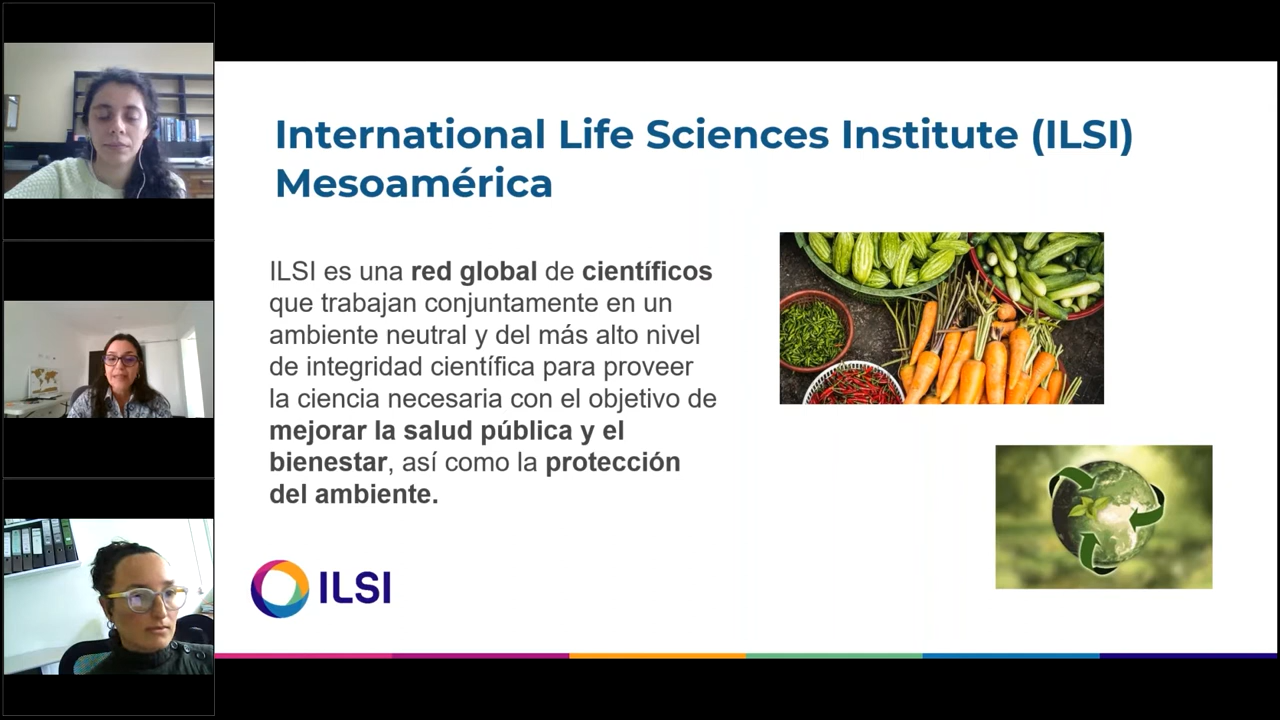 International Life Sciences Institute (ILSI)
Mesoamérica
ILSI es una red global de científicos
que trabajan conjuntamente en un
ambiente neutral y del más alto nivel
de integridad científica para proveer
la ciencia necesaria con el objetivo de
mejorar la salud pública y el
bienestar, así como la protección
del ambiente.
ILSI